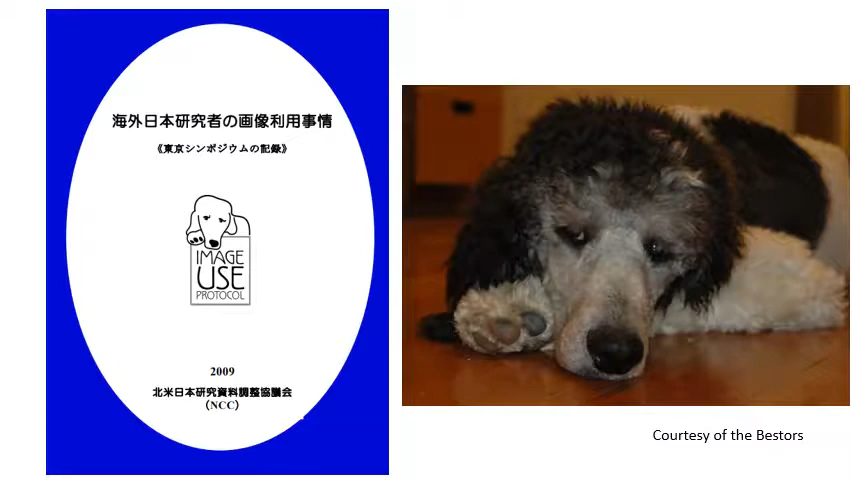 海外日本研究者の画像利用事情
《東京シンポジウムの記録》
IMAGE
USE
PROTOCOL
2009
北米日本研究資料調整協議会
(NCC)
Courtesy of the Bestors